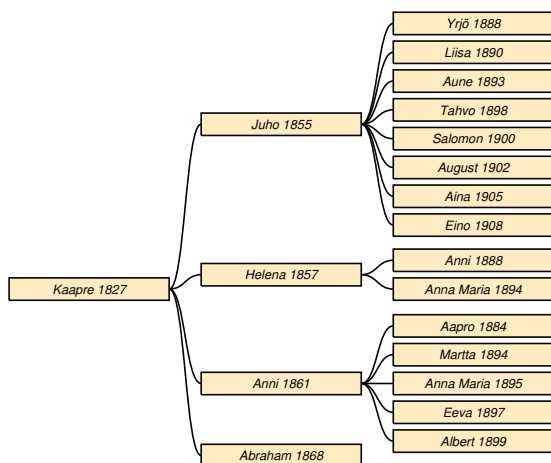 Yrjö 1888
Liisa 1890
Aune 1893
Juho 1855
Tahvo 1898
Salomon 1900
August 1902
Aina 1905
Eino 1908
Kaapre 1827
Helena 1857
Anni 1888
Anna Maria 1894
Aapro 1884
Martta 1894
Anni 1861
Anna Maria 1895
Eeva 1897
Albert 1899
Abraham 1868